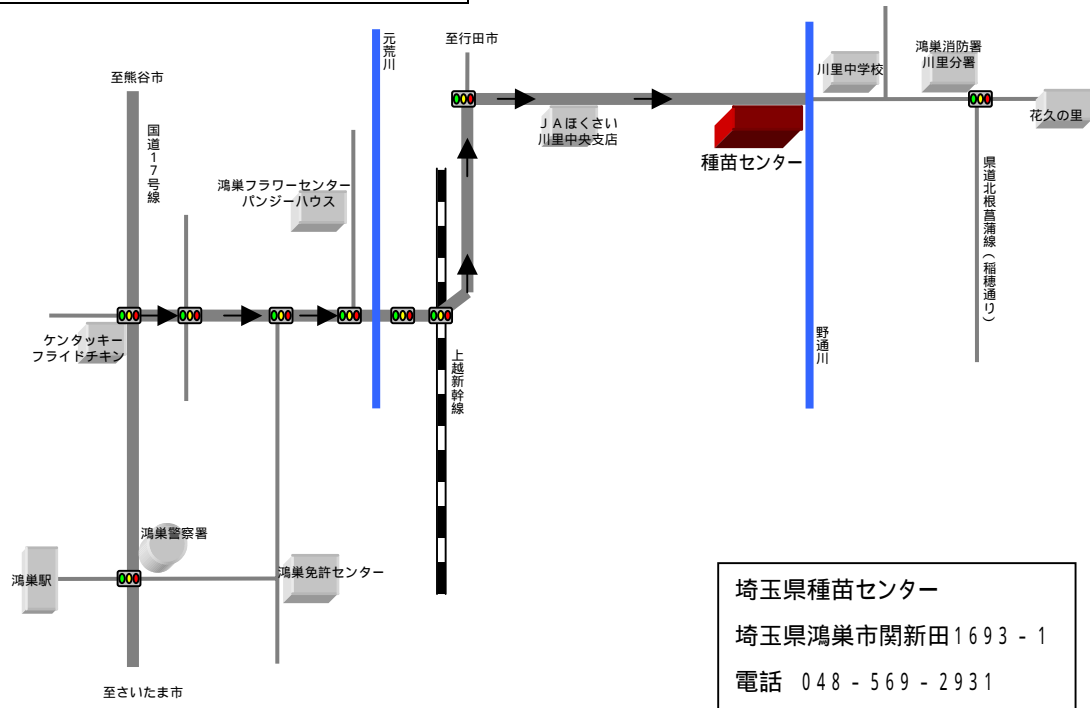 至熊谷市
国道17号線
元荒川
至行田市
鴻巣フラワーセンター
パンジーハウス
JAほくさい
川里中央支店
種苗センター
川里中学校
鴻巣消防署
川里分署
花久の里
県道北根菖蒲線(稲穂通り)
野通川
ケンタッキー
フライドチキン
上越新幹線
鴻巣警察署
鴻巣駅
鴻巣免許センター
至さいたま市
埼玉県種苗センター
埼玉県鴻巣市関新田1693-1
電話 048-569-2931